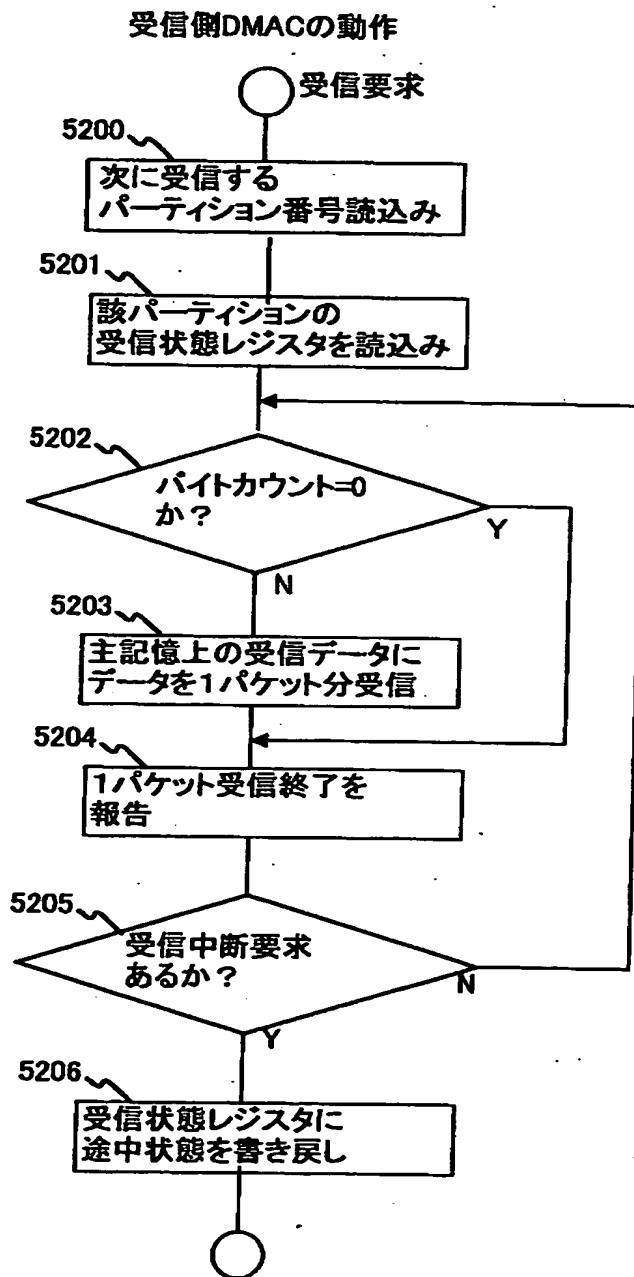 受信側DMACの動作
受信要求
5200
次に受信する
パーティション番号読込み
5201
該パーティションの
受信状態レジスタを読込み
5202
バイトカウント=0
か？
Y
N
5203
主記憶上の受信データに
データを1パケット分受信
5204
1パケット受信終了を
報告
5205
受信中断要求
あるか？
N
Y
5206
受信状態レジスタに
途中状態を書き戻し